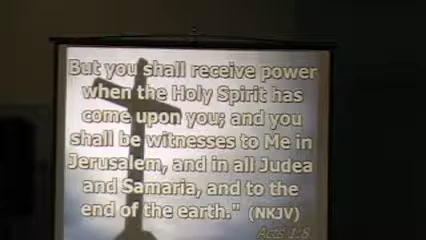 But you shall receive power
when the Holy Spirit has
come upon you; and you
shall be witnesses to Me in
Jerusalem, and in all Judea
and Samaria, and to the
end of the earth." (NKJV)
Acts 1:8